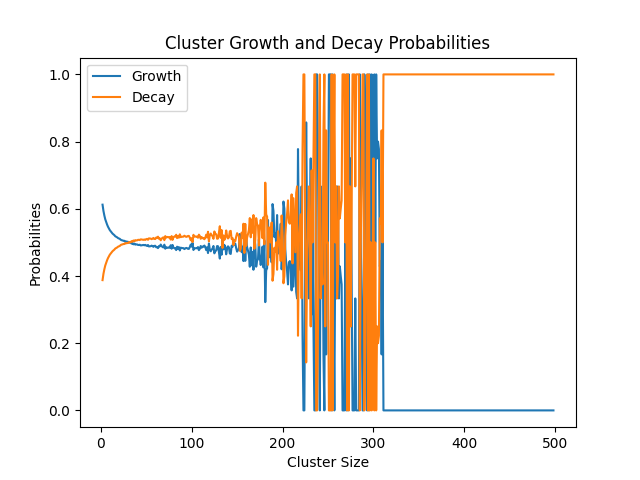 Cluster Growth and Decay Probabilities
Growth
Decay
1.0
0.8
0.6
0.4
0.2
0.0
Probabilities
0
100
200
300
400
500
Cluster Size